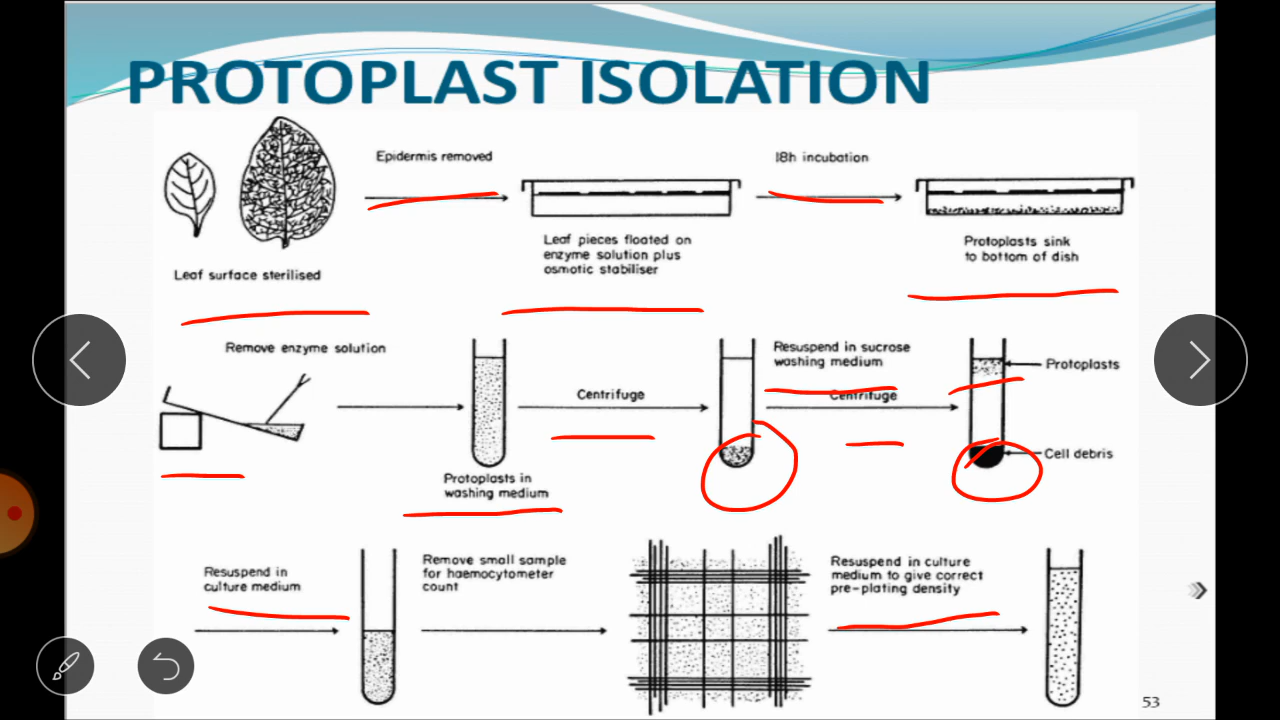 PROTOPLAST ISOLATION
Epidermis removed
18h incubation
Leaf pieces floated on
enzyme solution plus
osmotic stabiliser
Protoplasts sink
to bottom of dish
Leaf surface sterilised
Remove enzyme solution
Centrifuge
Resuspend in sucrose
washing medium
Centrifuge
Protoplasts
Cell debris
Protoplasts in
washing medium
Resuspend in
culture medium
Remove small sample
for haemocytometer
count
Resuspend in culture
medium to give correct
pre-plating density
53